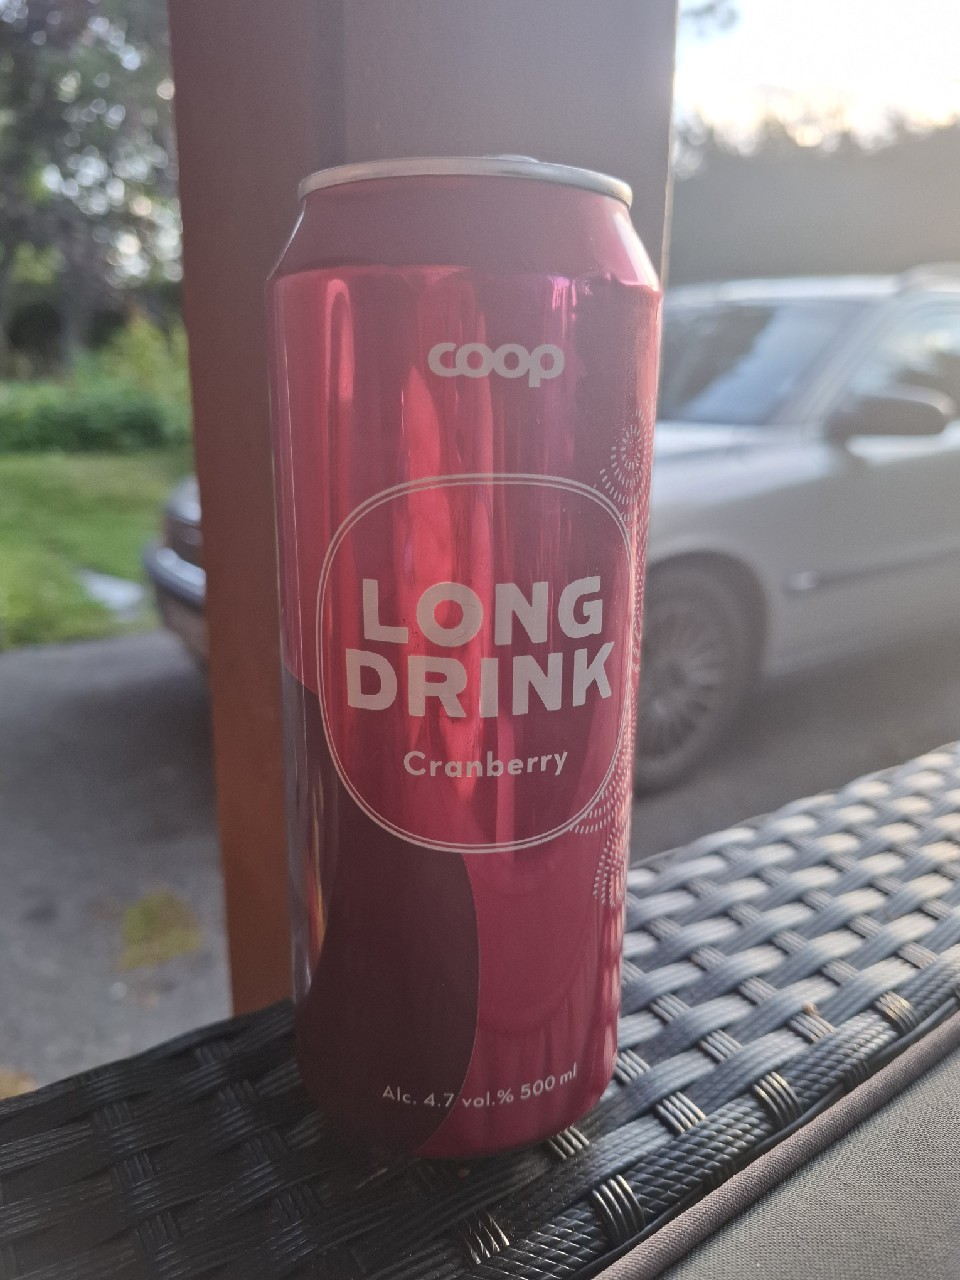 coop
LONG
DRINK
Cranberry
Alc. 4.7 vol.% 500 ml